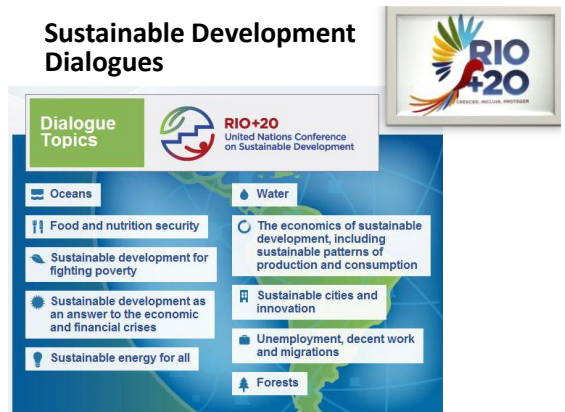 Sustainable Development
Dialogues
RIO
+20
CRESCER, INCLUIR, PROTEGER
Dialogue
Topics
RIO+20
United Nations Conference
on Sustainable Development
Oceans
Food and nutrition security
Sustainable development for
fighting poverty
Sustainable development as
an answer to the economic
and financial crises
Sustainable energy for all
Water
The economics of sustainable
development, including
sustainable patterns of
production and consumption
Sustainable cities and
innovation
Unemployment, decent work
and migrations
Forests